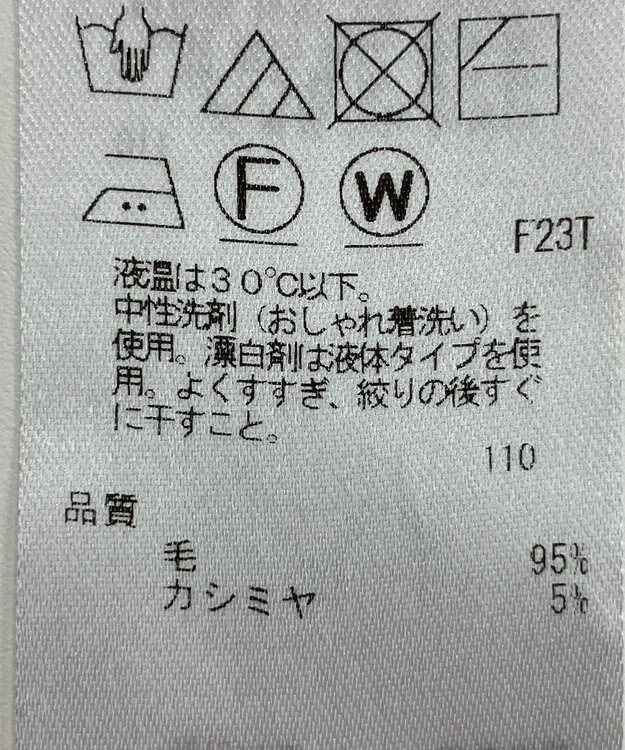 F W
F23T
液温は30℃以下。
中性洗剤（おしゃれ着洗い）を
使用。漂白剤は液体タイプを使
用。よくすすぎ、絞りの後すぐ
に干すこと。
110
品質
毛 95%
カシミヤ 5%